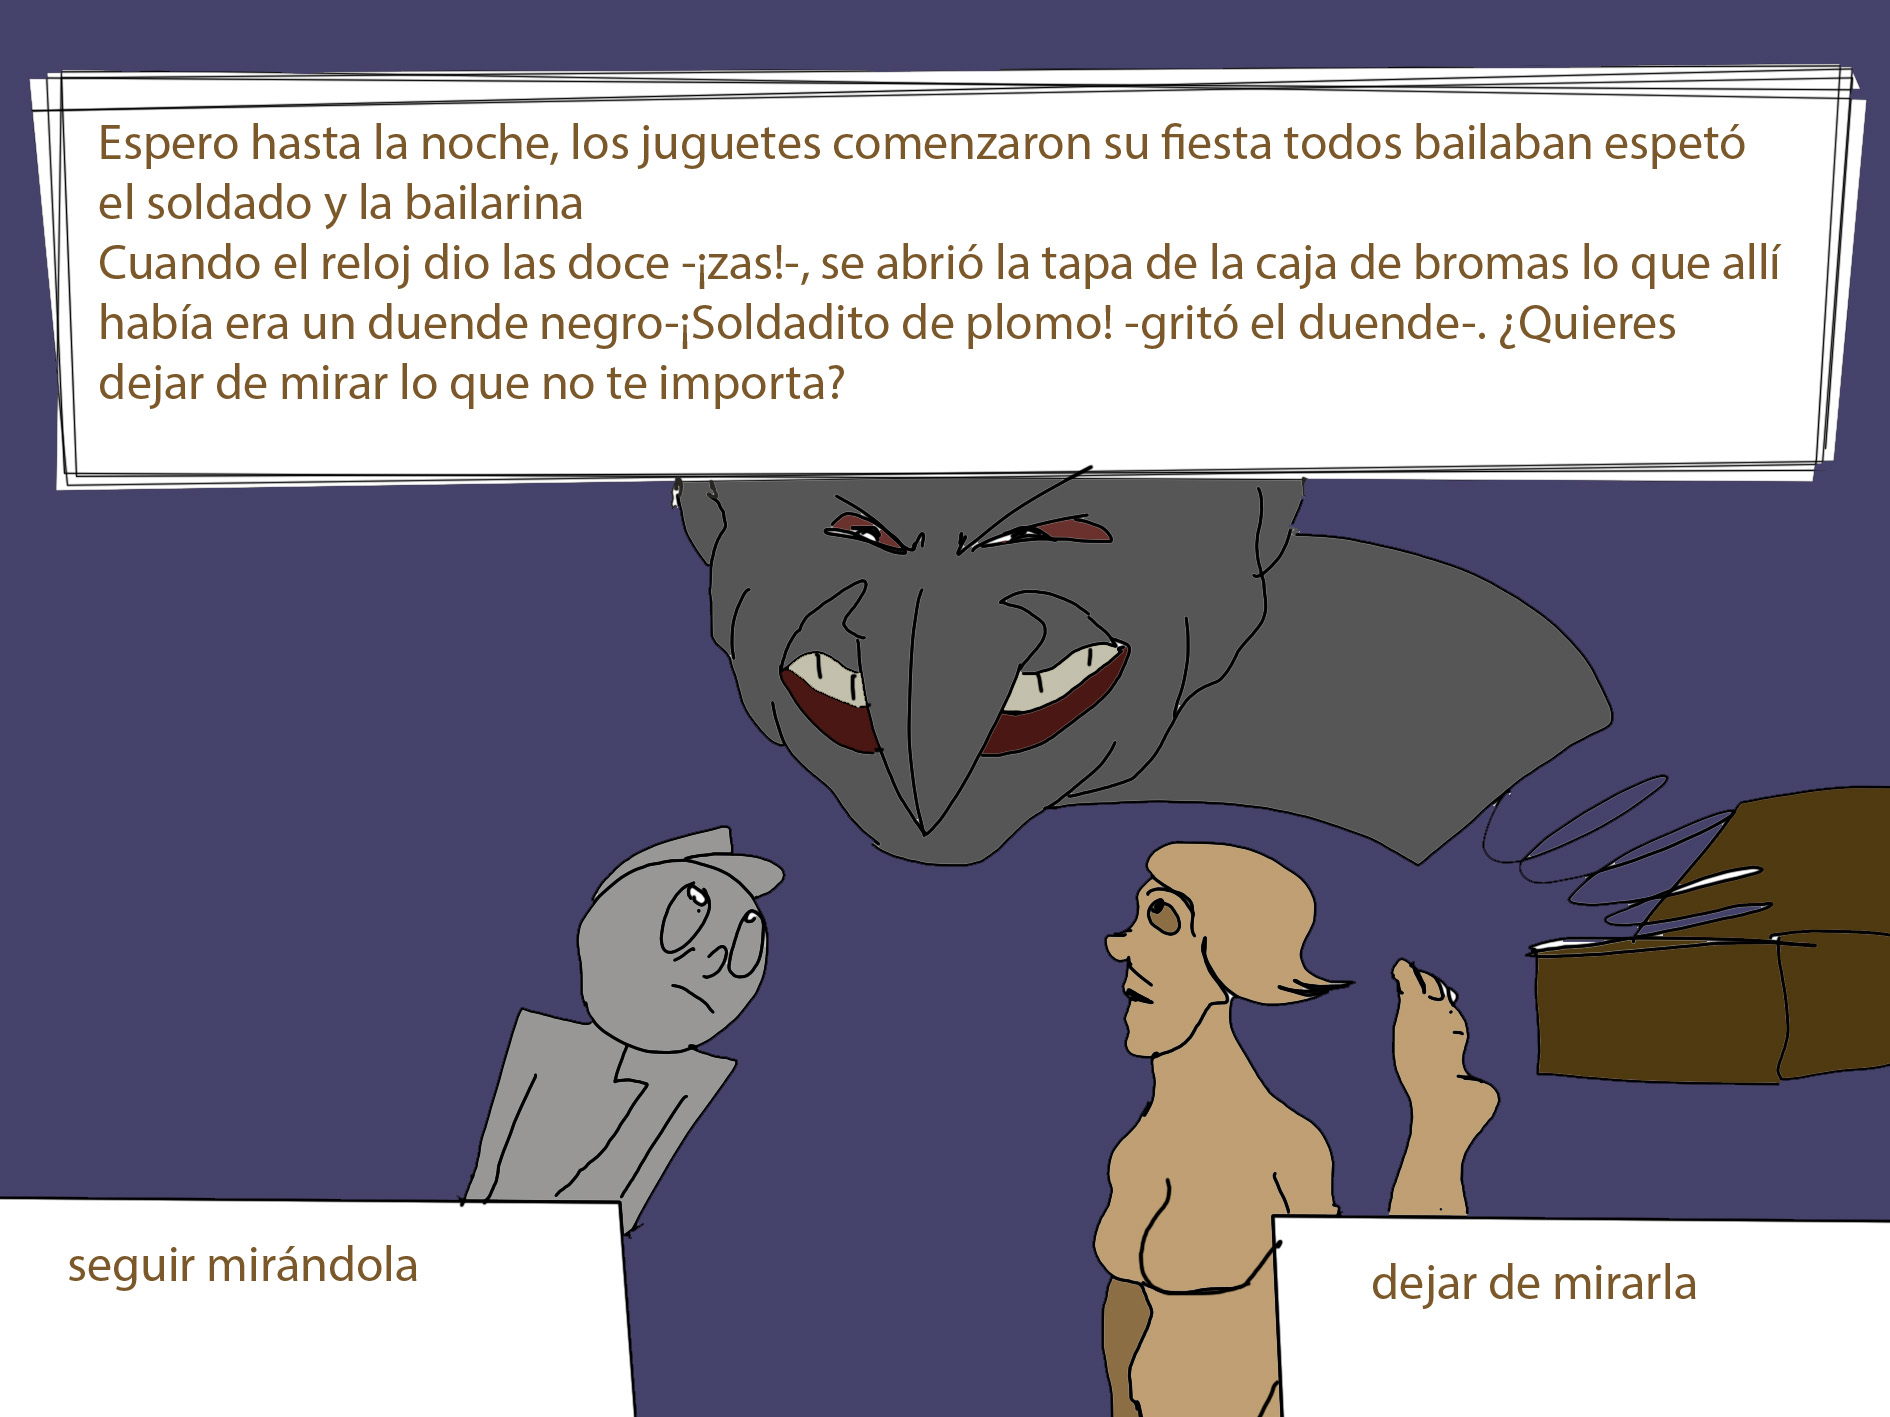 Espero hasta la noche, los juguetes comenzaron su fiesta todos bailaban espetó
el soldado y la bailarina
Cuando el reloj dio las doce -¡zas!-, se abrió la tapa de la caja de bromas lo que allí
había era un duende negro-¡Soldadito de plomo! -gritó el duende-. ¿Quieres
dejar de mirar lo que no te importa?
seguir mirándola
dejar de mirarla